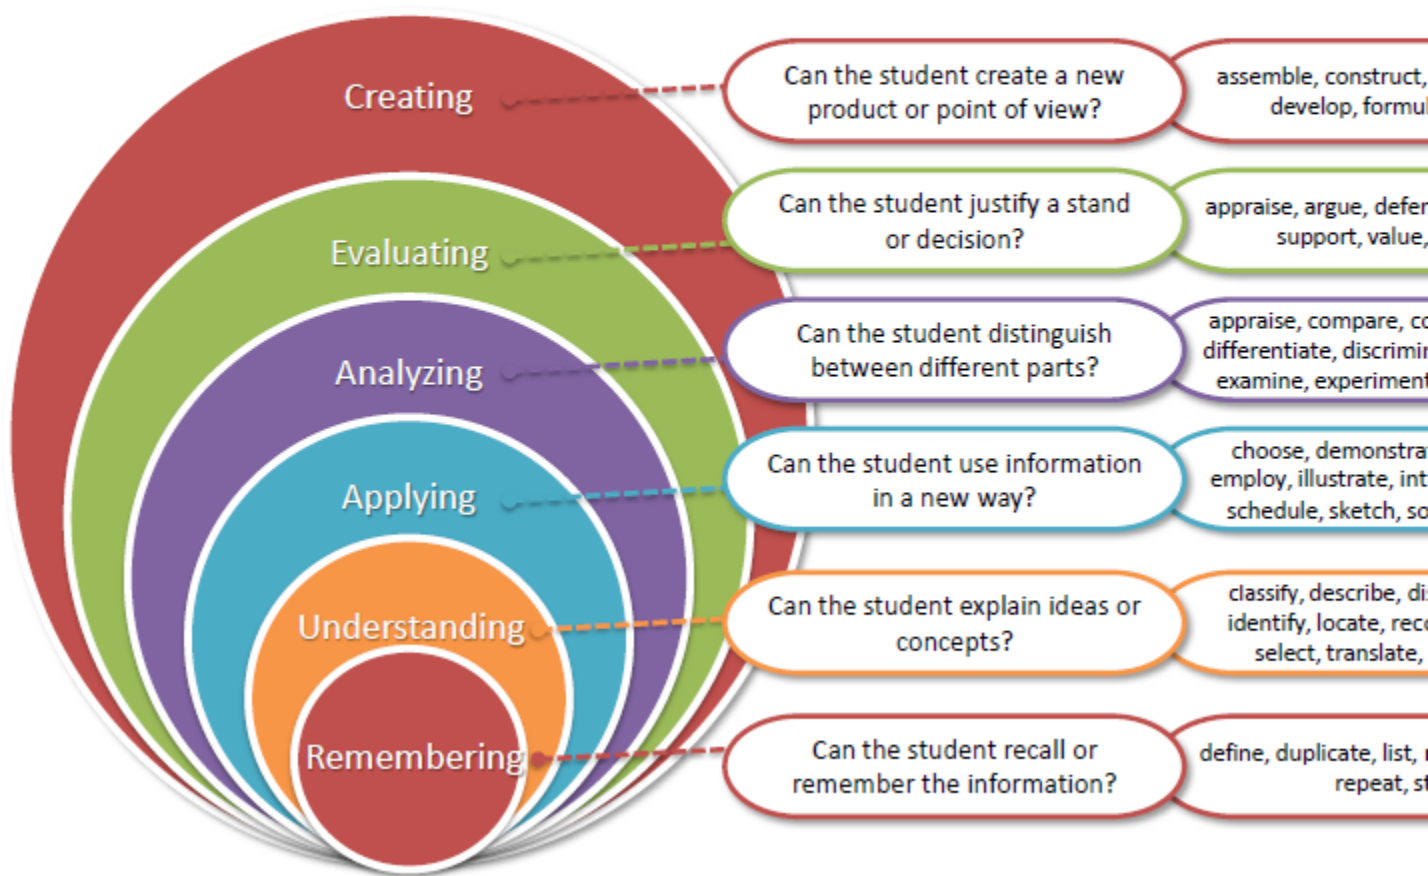 Creating
Can the student create a new
product or point of view?
assemble, construct,
develop,
Evaluating
Can the student justify a stand
or decision?
appraise, argue,
support, value,
Analyzing
Can the student distinguish
between different parts?
appraise, compare,
differentiate,
examine, experiment
Applying
Can the student use information
in a new way?
choose,
employ, illustrate,
schedule, sketch,
Understanding
Can the student explain ideas or
concepts?
classify, describe,
identify, locate,
select, translate,
Remembering
Can the student recall or
remember the information?
define, duplicate, list,
repeat,